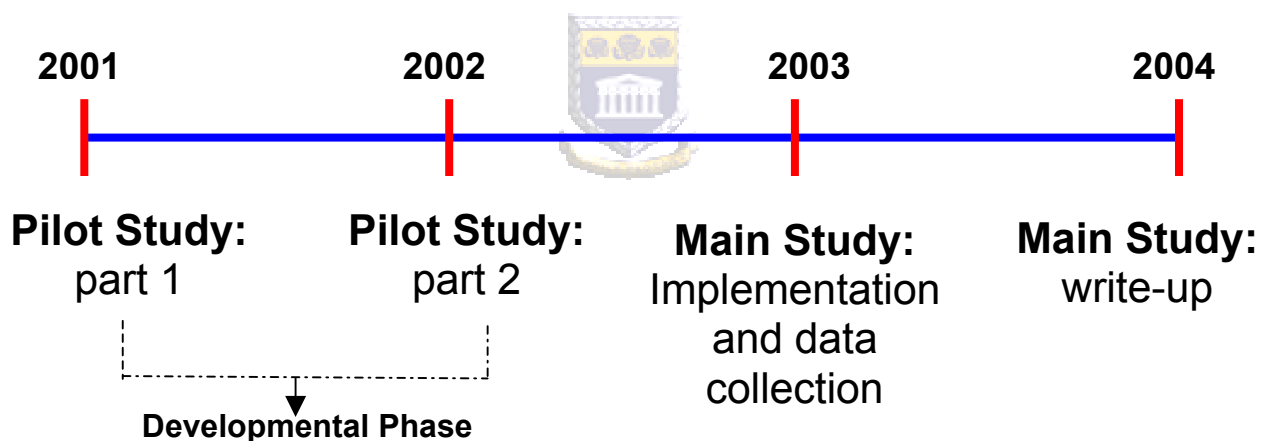 2001
2002
2003
2004
Pilot Study:
part 1
Pilot Study:
part 2
Main Study:
Implementation
and data
collection
Main Study:
write-up
Developmental Phase